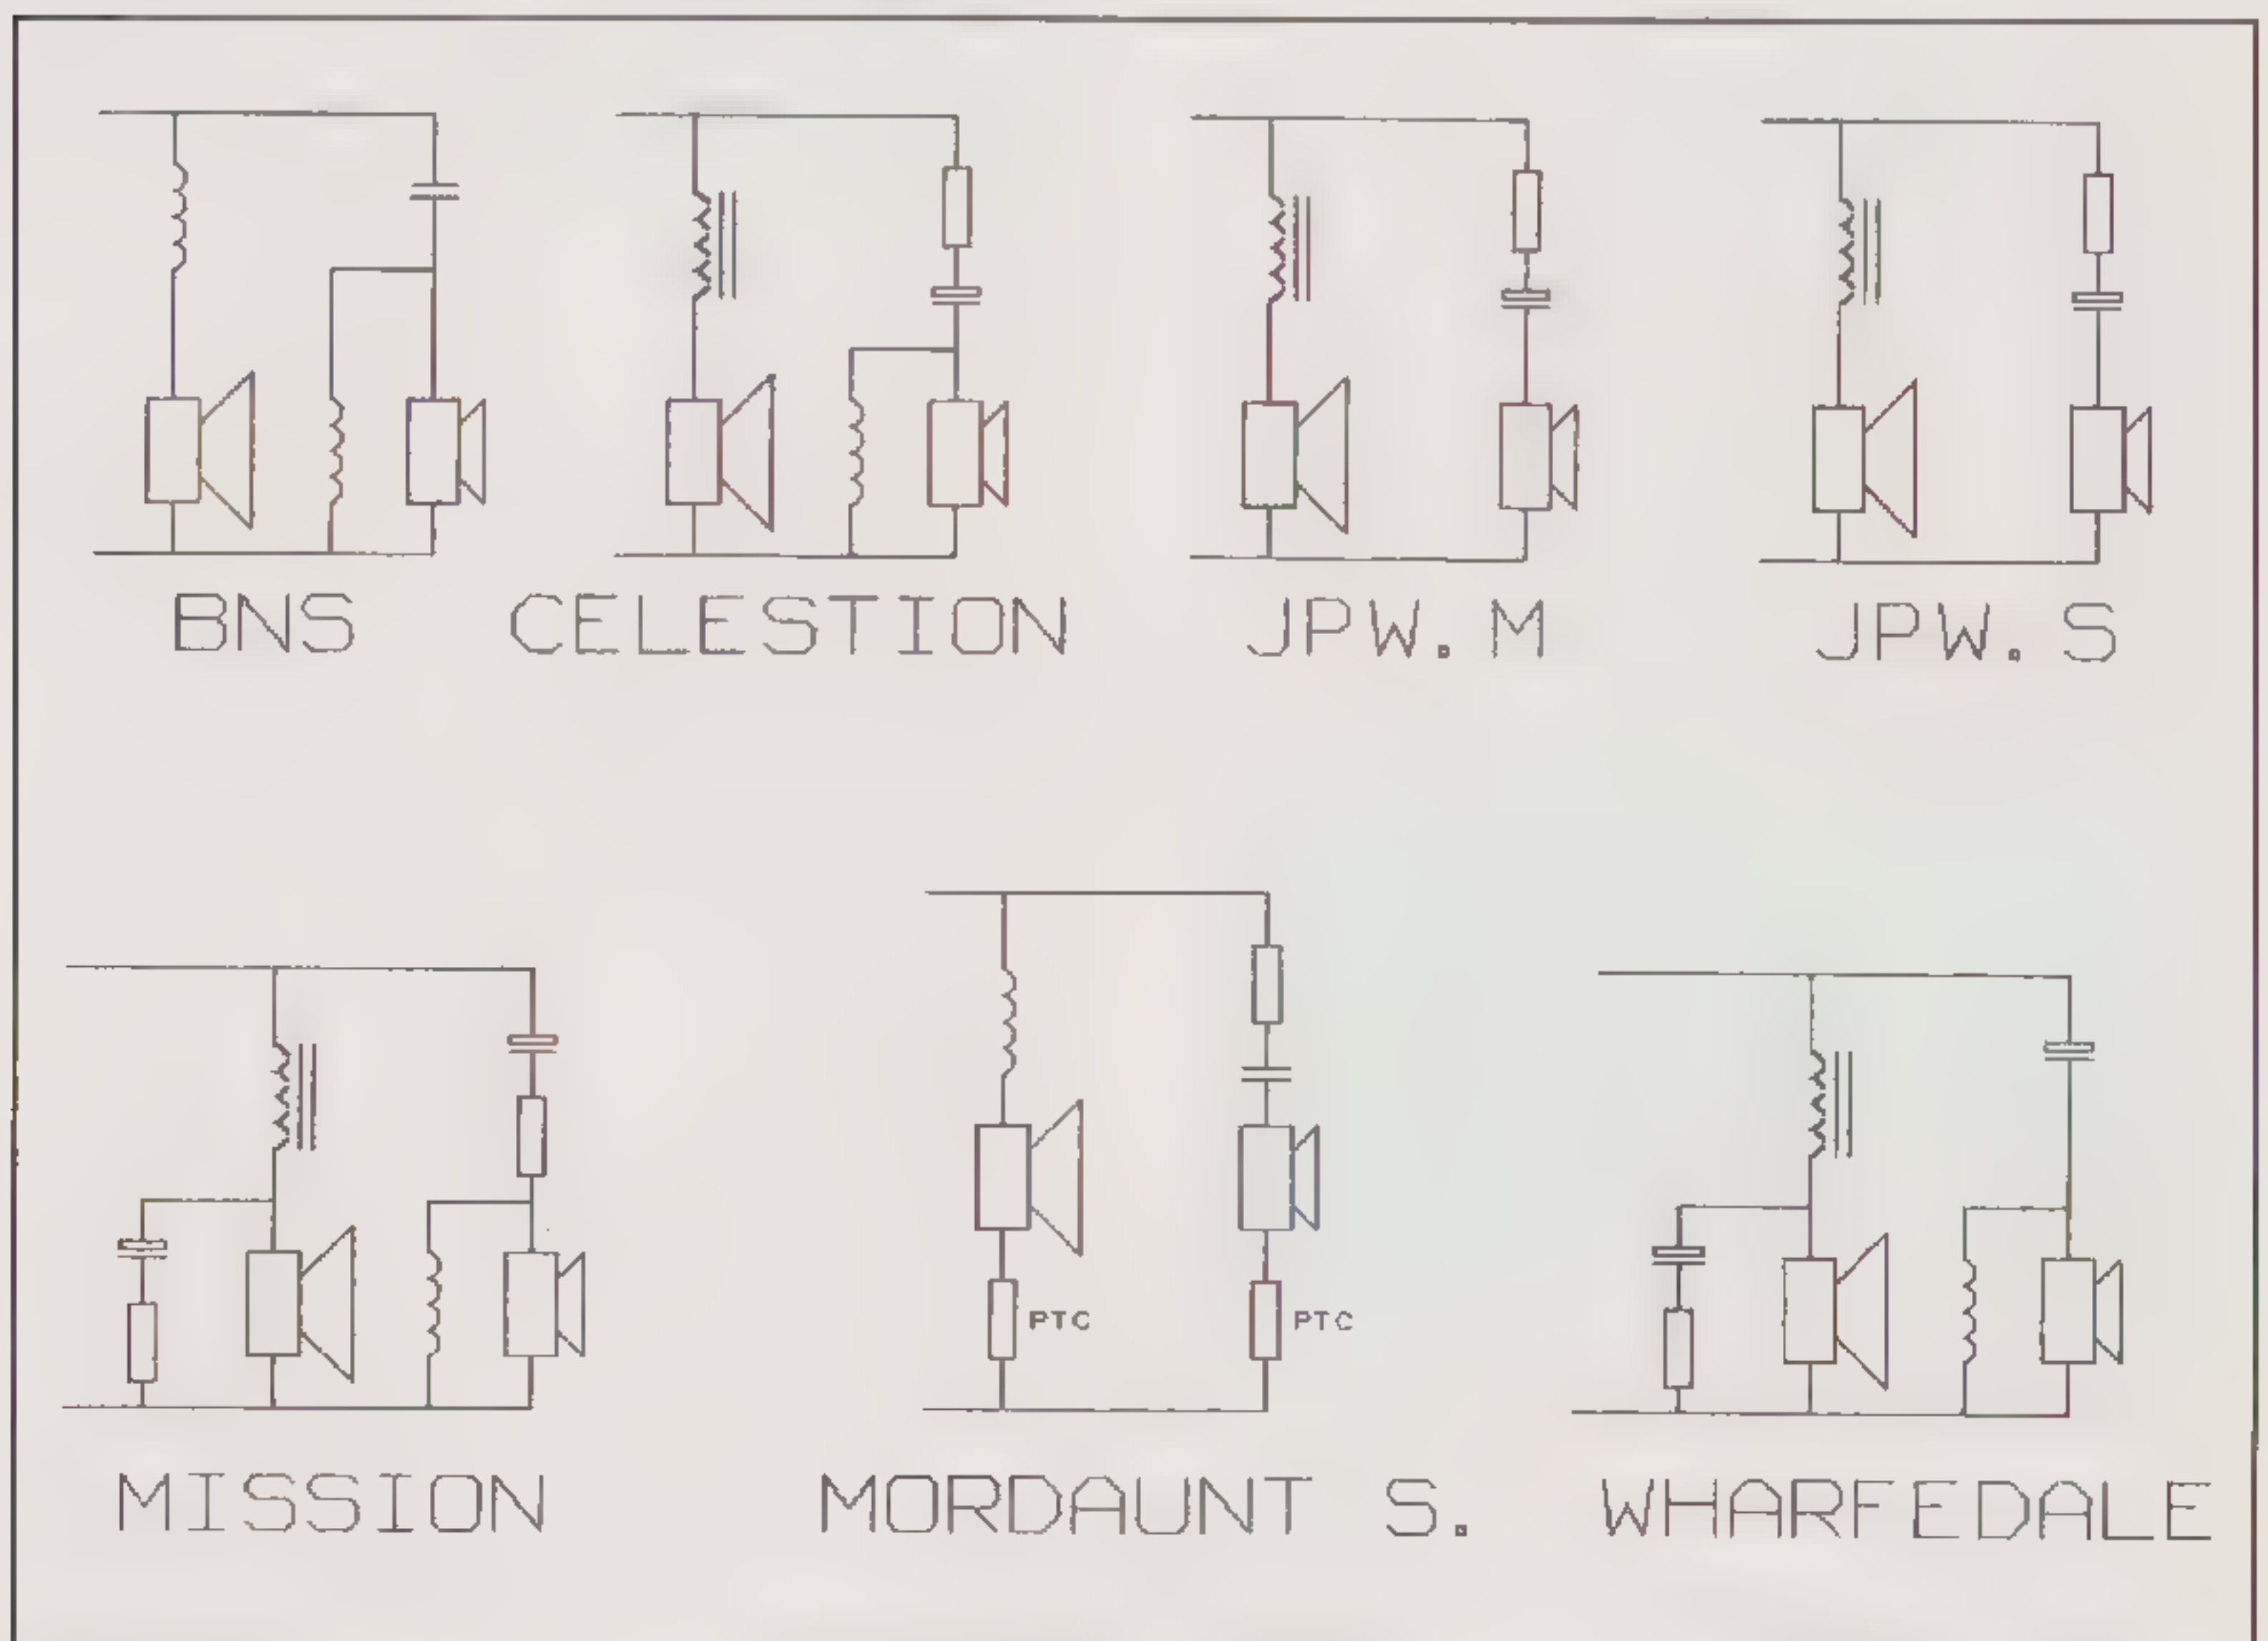 BNS CELESTION JPW. M JPW. S
PTC PTC
MISSION MORDAUNT S. WHARFEDALE